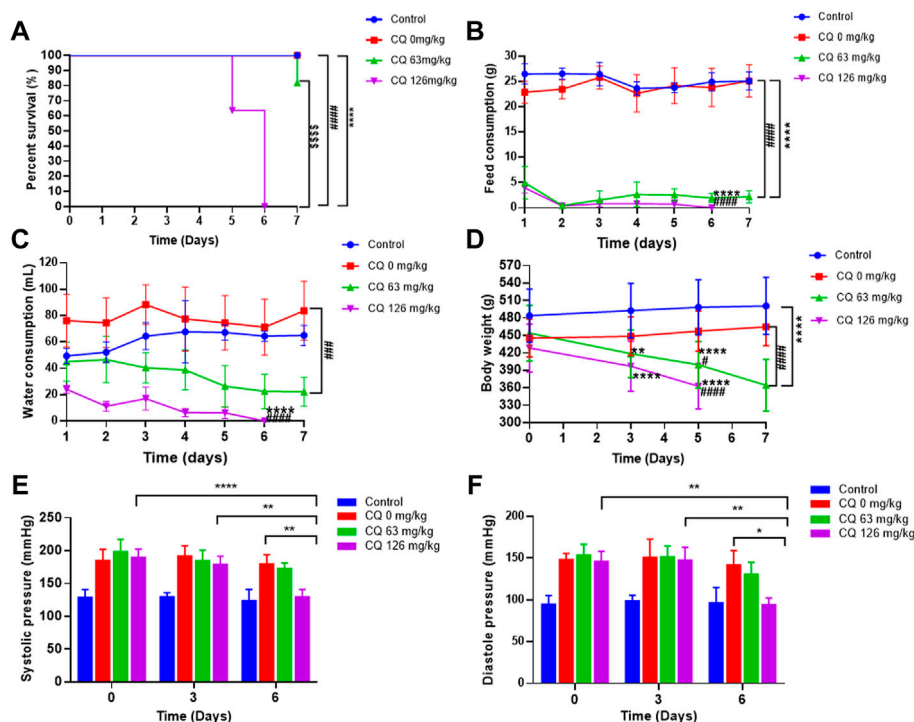 A
Control
CQ 0mg/kg
CQ 63mg/kg
CQ 126mg/kg
Percent survival (%)
100
90
80
70
60
50
40
30
20
10
0
0 1 2 3 4 5 6 7
Time (Days)
$$$$
####
****
B
Control
CQ 0 mg/kg
CQ 63 mg/kg
CQ 126 mg/kg
Feed consumption (g)
30
25
20
15
10
5
0
1 2 3 4 5 6 7
Time (days)
****
####
####
****
C
Control
CQ 0 mg/kg
CQ 63 mg/kg
CQ 126 mg/kg
Water consumption (mL)
120
100
80
60
40
20
0
1 2 3 4 5 6 7
Time (days)
****
####
###
D
Control
CQ 0 mg/kg
CQ 63 mg/kg
CQ 126 mg/kg
Body weight (g)
570
540
510
480
450
420
390
360
330
300
0 1 2 3 4 5 6 7
Time (Days)
**
****
****
#
****
####
####
****
E
Control
CQ 0 mg/kg
CQ 63 mg/kg
CQ 126 mg/kg
Systolic pressure (mmHg)
250
200
150
100
50
0
0 3 6
Time (Days)
****
**
**
F
Control
CQ 0 mg/kg
CQ 63 mg/kg
CQ 126 mg/kg
Diastole pressure (mmHg)
200
150
100
50
0
0 3 6
Time (Days)
**
**
*